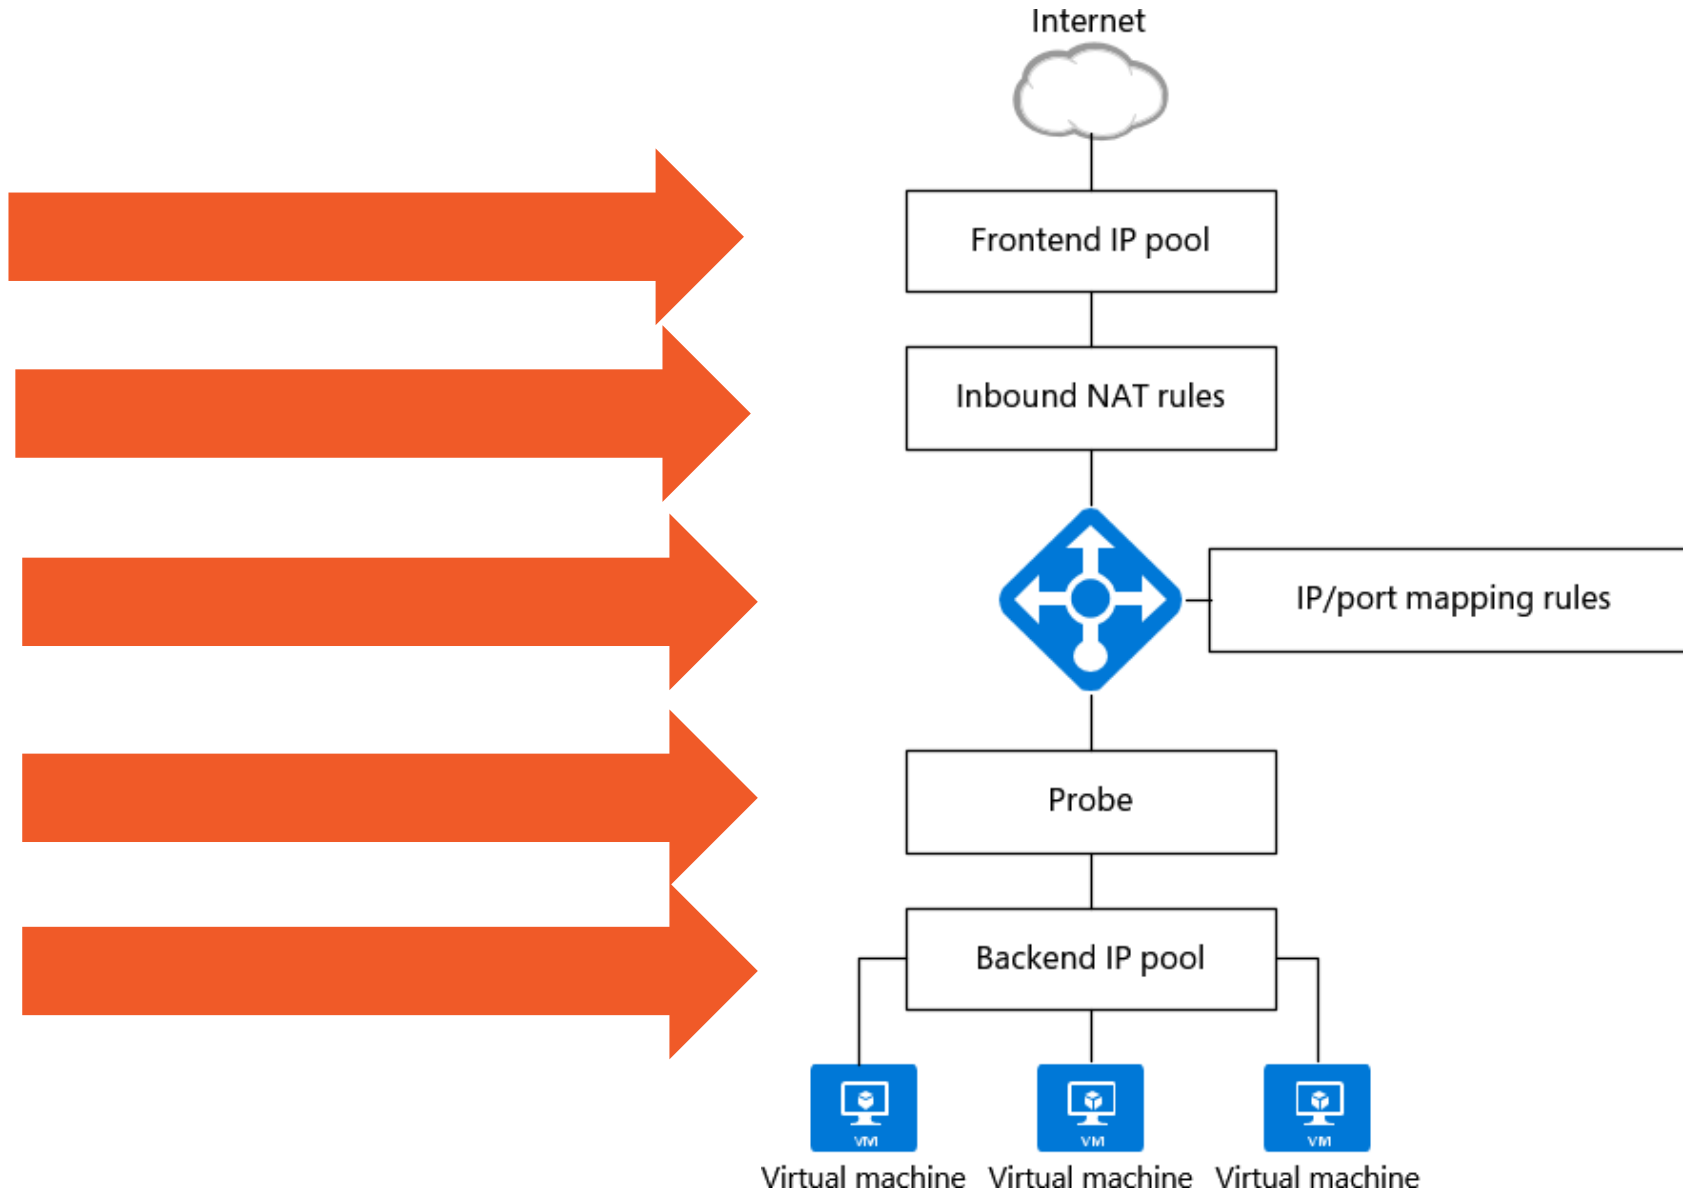 Internet
Frontend IP pool
Inbound NAT rules
IP/port mapping rules
Probe
Backend IP pool
VM
VM
VM
Virtual machine
Virtual machine
Virtual machine